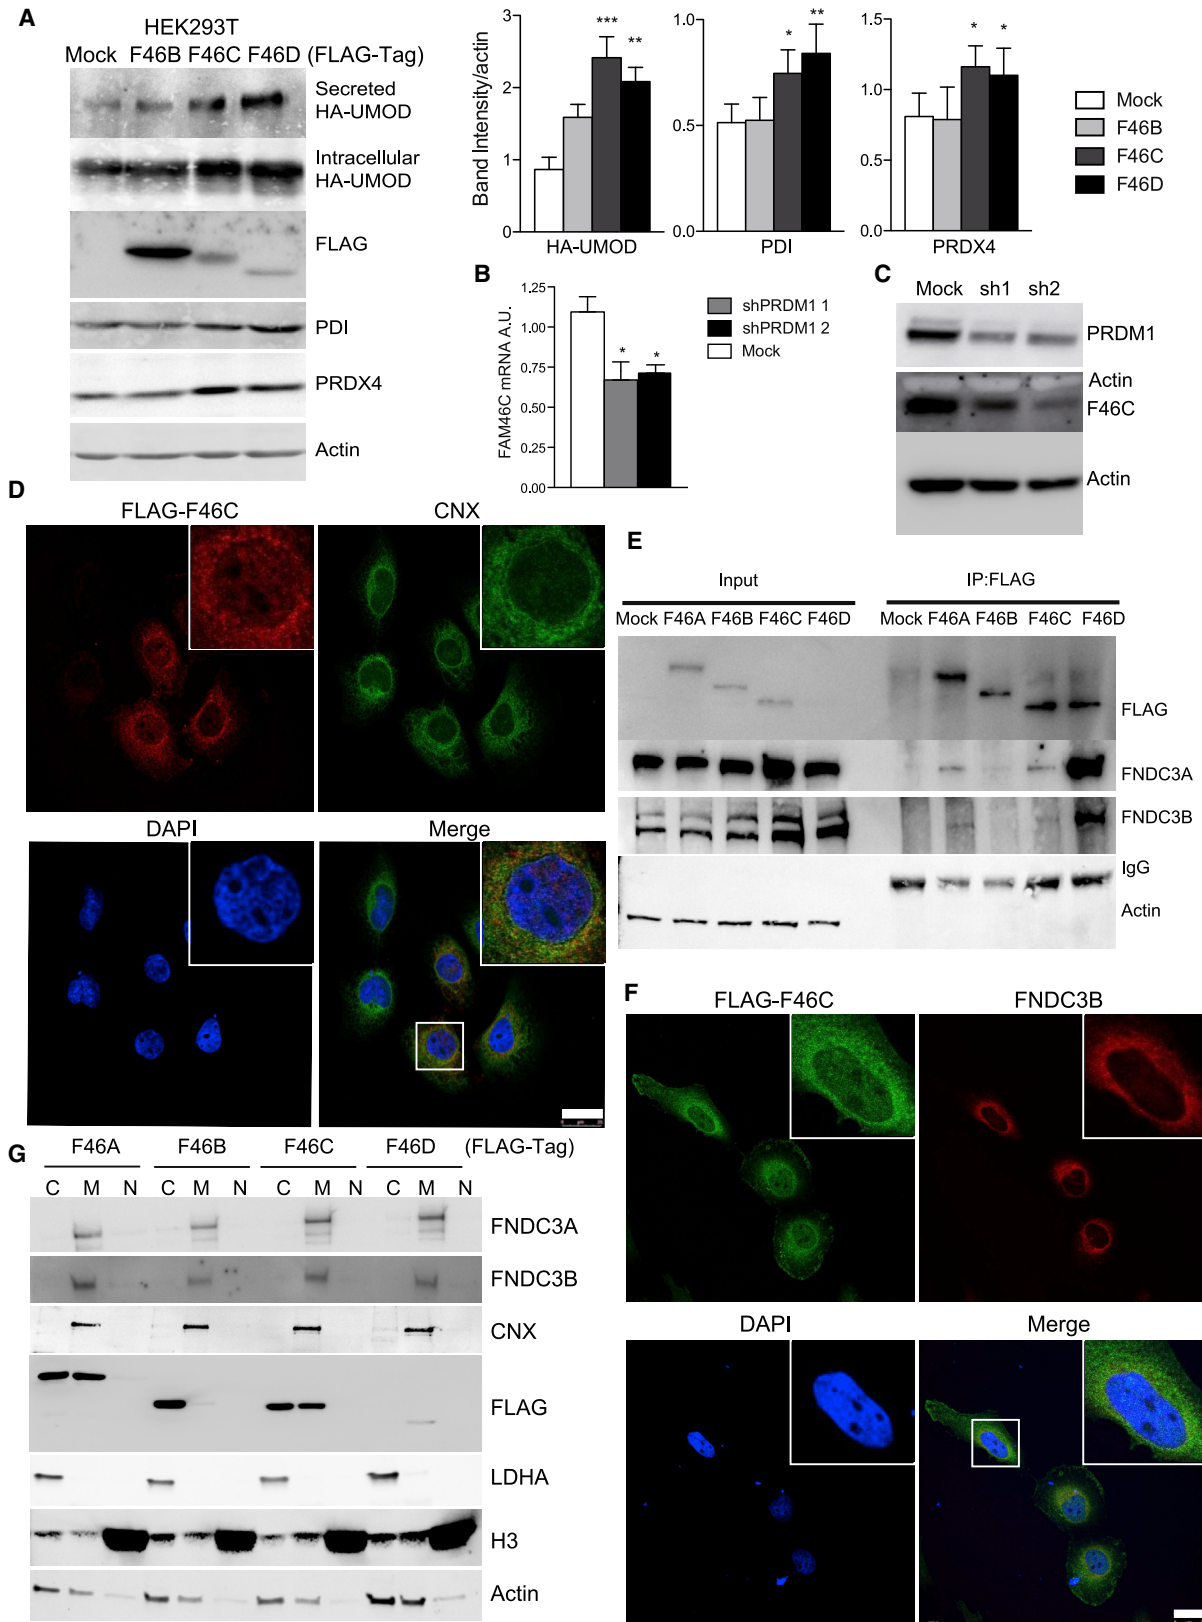 A
HEK293T
Mock F46B F46C F46D (FLAG-Tag)
Secreted
HA-UMOD
Intracellular
HA-UMOD
FLAG
PDI
PRDX4
Actin
Band Intensity/actin
3
2
1
0
***
**
HA-UMOD
1.0
0.5
0.0
*
**
PDI
1.5
1.0
0.5
0.0
*
*
PRDX4
Mock
F46B
F46C
F46D
B
FAM46C mRNA A.U.
1.25
1.00
0.75
0.50
0.25
0.00
*
*
shPRDM1 1
shPRDM1 2
Mock
C
Mock sh1 sh2
PRDM1
Actin
F46C
Actin
D
FLAG-F46C
CNX
DAPI
Merge
E
Input
IP:FLAG
Mock F46A F46B F46C F46D
Mock F46A F46B F46C F46D
FLAG
FNDC3A
FNDC3B
IgG
Actin
F
FLAG-F46C
FNDC3B
DAPI
Merge
G
F46A F46B F46C F46D (FLAG-Tag)
C M N C M N C M N C M N
FNDC3A
FNDC3B
CNX
FLAG
LDHA
H3
Actin